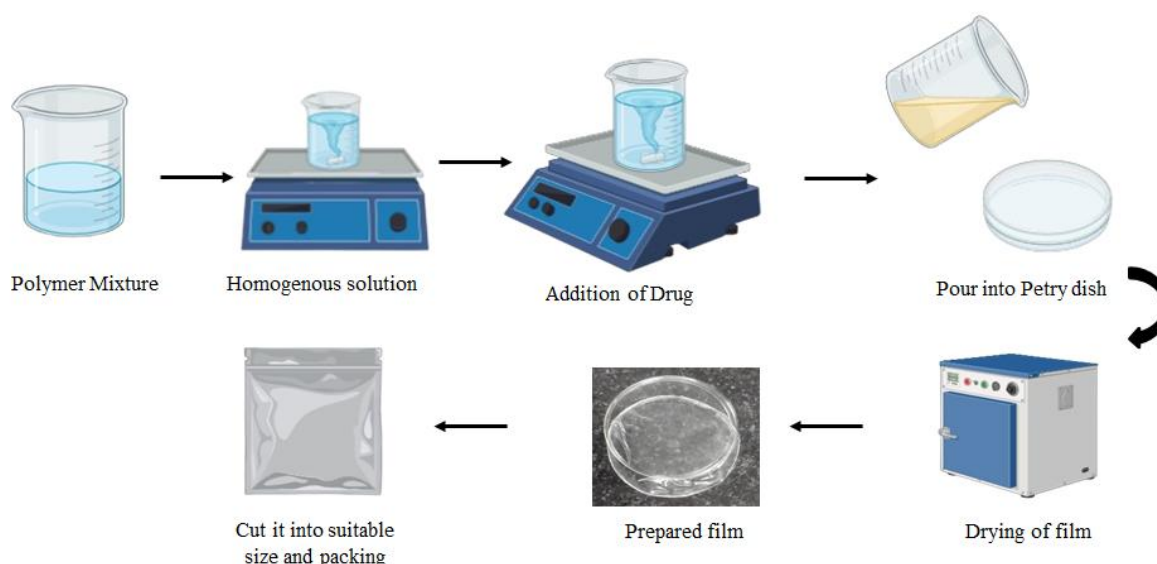 Polymer Mixture
Homogenous solution
Addition of Drug
Pour into Petry dish
Drying of film
Prepared film
Cut it into suitable
size and packing